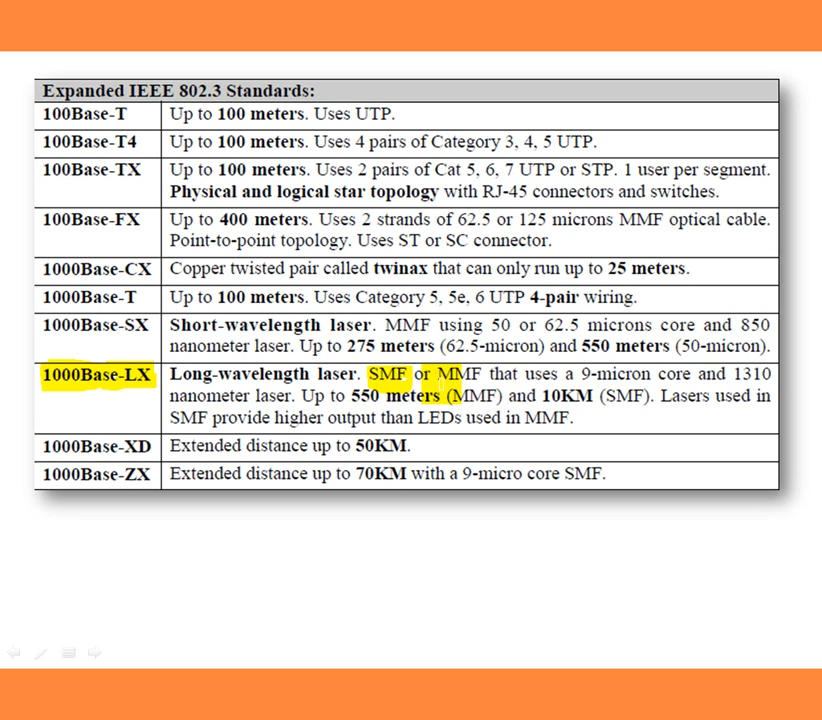 Expanded IEEE 802.3 Standards:
100Base-T Up to 100 meters. Uses UTP.
100Base-T4 Up to 100 meters. Uses 4 pairs of Category 3, 4, 5 UTP.
100Base-TX Up to 100 meters. Uses 2 pairs of Cat 5, 6, 7 UTP or STP. 1 user per segment.
Physical and logical star topology with RJ-45 connectors and switches.
100Base-FX Up to 400 meters. Uses 2 strands of 62.5 or 125 microns MMF optical cable.
Point-to-point topology. Uses ST or SC connector.
1000Base-CX Copper twisted pair called twinax that can only run up to 25 meters.
1000Base-T Up to 100 meters. Uses Category 5, 5e, 6 UTP 4-pair wiring.
1000Base-SX Short-wavelength laser. MMF using 50 or 62.5 microns core and 850
nanometer laser. Up to 275 meters (62.5-micron) and 550 meters (50-micron).
1000Base-LX Long-wavelength laser. SMF or MMF that uses a 9-micron core and 1310
nanometer laser. Up to 550 meters (MMF) and 10KM (SMF). Lasers used in
SMF provide higher output than LEDs used in MMF.
1000Base-XD Extended distance up to 50KM.
1000Base-ZX Extended distance up to 70KM with a 9-micro core SMF.